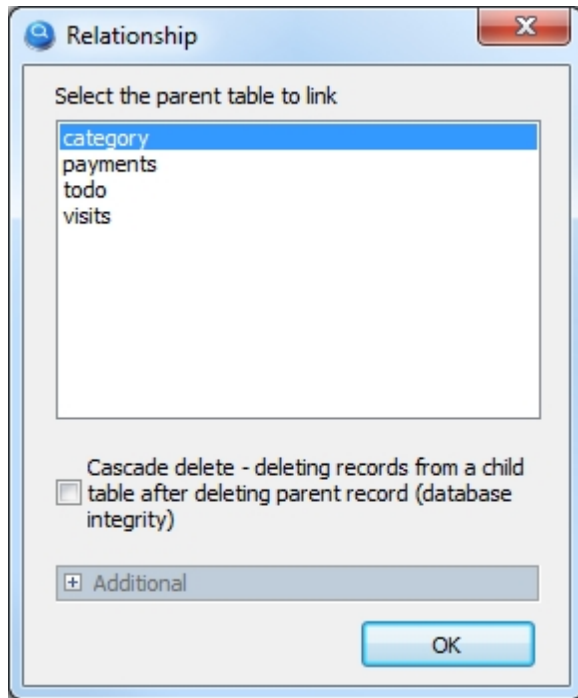 Relationship
Select the parent table to link
category
payments
todo
visits
Cascade delete - deleting records from a child
table after deleting parent record (database
integrity)
Additional
OK